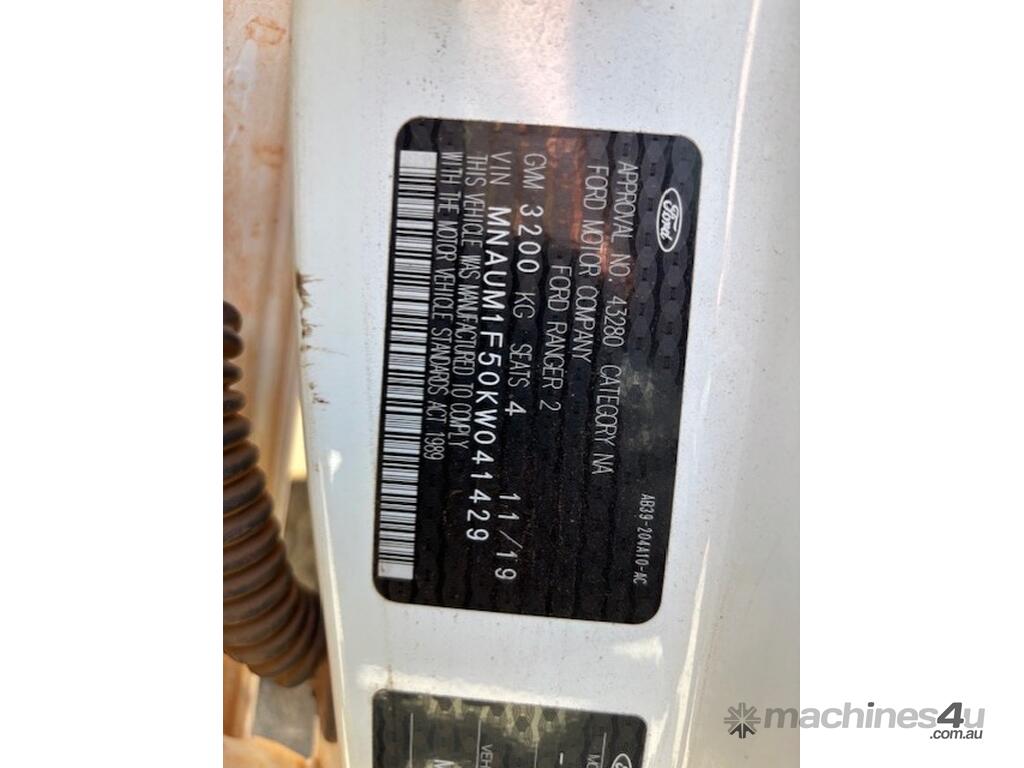 Ford
AB39-204A10-AC
APPROVAL NO. 43280 CATEGORY NA
FORD MOTOR COMPANY
FORD RANGER 2
GVM 3200 KG SEATS 4 11/19
VIN MNAUM1F50KW041429
THIS VEHICLE WAS MANUFACTURED TO COMPLY
WITH THE MOTOR VEHICLE STANDARDS ACT 1989
Ford
machines4u
.com.au